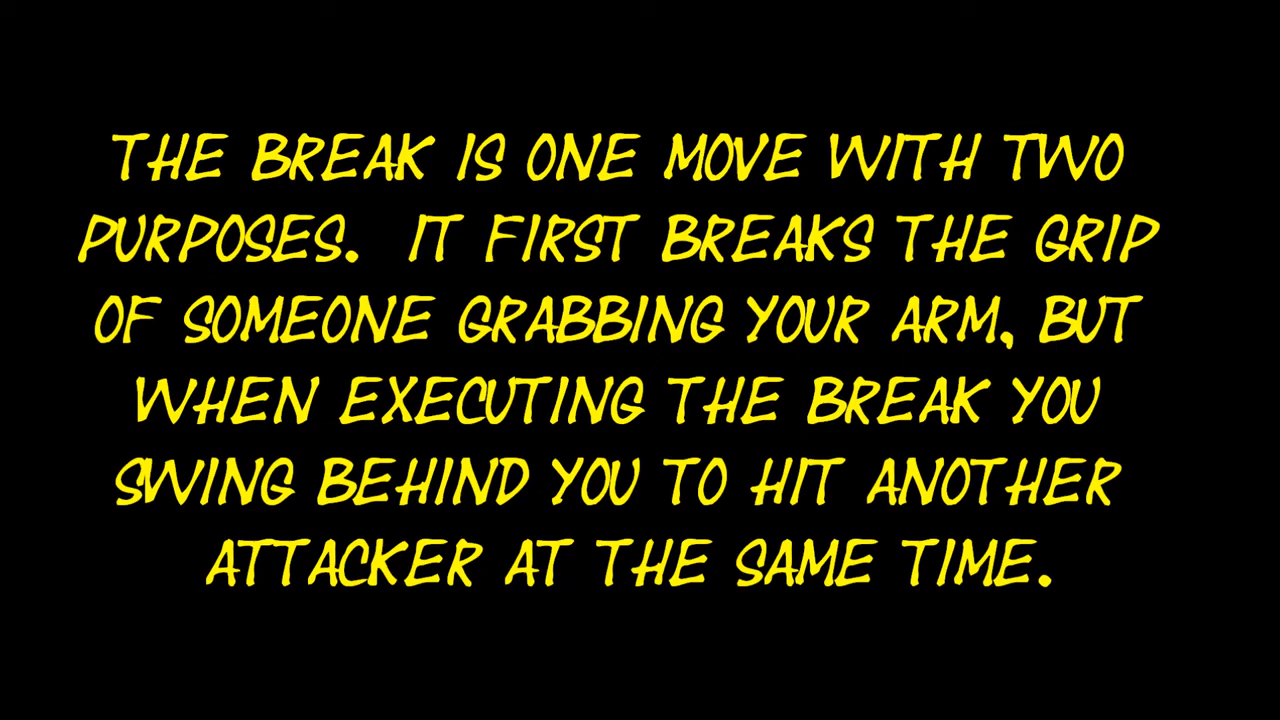 THE BREAK IS ONE MOVE WITH TWO
PURPOSES. IT FIRST BREAKS THE GRIP
OF SOMEONE GRABBING YOUR ARM, BUT
WHEN EXECUTING THE BREAK YOU
SWING BEHIND YOU TO HIT ANOTHER
ATTACKER AT THE SAME TIME.